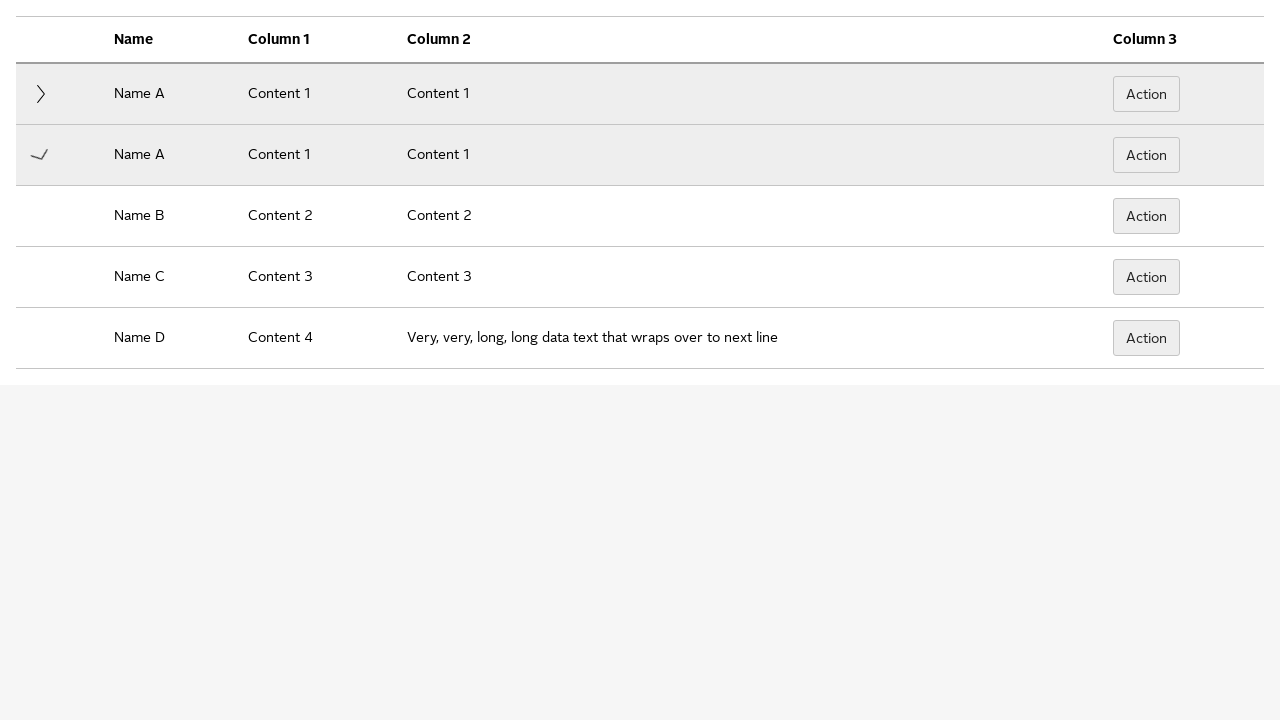 Name Column 1 Column 2 Column 3
Name A Content 1 Content 1 Action
Name A Content 1 Content 1 Action
Name B Content 2 Content 2 Action
Name C Content 3 Content 3 Action
Name D Content 4 Very, very, long, long data text that wraps over to next line Action